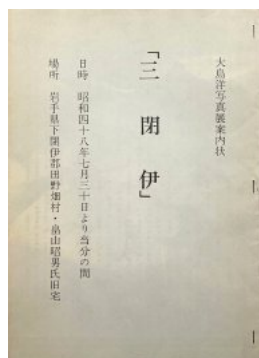 大島洋写真展案内状
「三閉伊」
日時 昭和四十八年七月三十日より当分の間
場所 岩手県下閉伊郡田野畑村・畠山昭男氏旧宅